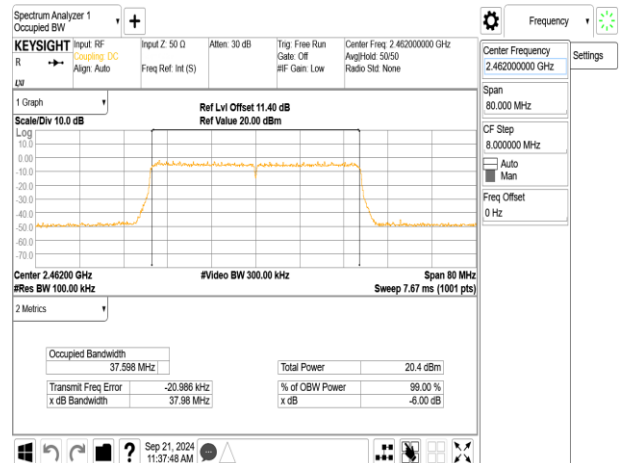 Spectrum Analyzer 1
Occupied BW
Frequency
KEYSIGHT
Input: RF
Coupling: DC
Align: Auto
Input Z: 50 Ω
Freq Ref: Int (S)
Atten: 30 dB
Trig: Free Run
Gate: Off
#IF Gain: Low
Center Freq: 2.462000000 GHz
Avg|Hold: 50/50
Radio Std: None
R
LXI
Center Frequency
2.462000000 GHz
Settings
Span
80.000 MHz
CF Step
8.000000 MHz
Auto
Man
Freq Offset
0 Hz
1 Graph
Scale/Div 10.0 dB
Ref Lvl Offset 11.40 dB
Ref Value 20.00 dBm
Log
10.0
0.00
-10.0
-20.0
-30.0
-40.0
-50.0
-60.0
-70.0
Center 2.46200 GHz
#Video BW 300.00 kHz
Span 80 MHz
#Res BW 100.00 kHz
Sweep 7.67 ms (1001 pts)
2 Metrics
Occupied Bandwidth
37.598 MHz
Total Power 20.4 dBm
Transmit Freq Error -20.986 kHz
% of OBW Power 99.00 %
x dB Bandwidth 37.98 MHz
x dB -6.00 dB
?
Sep 21, 2024
11:37:48 AM